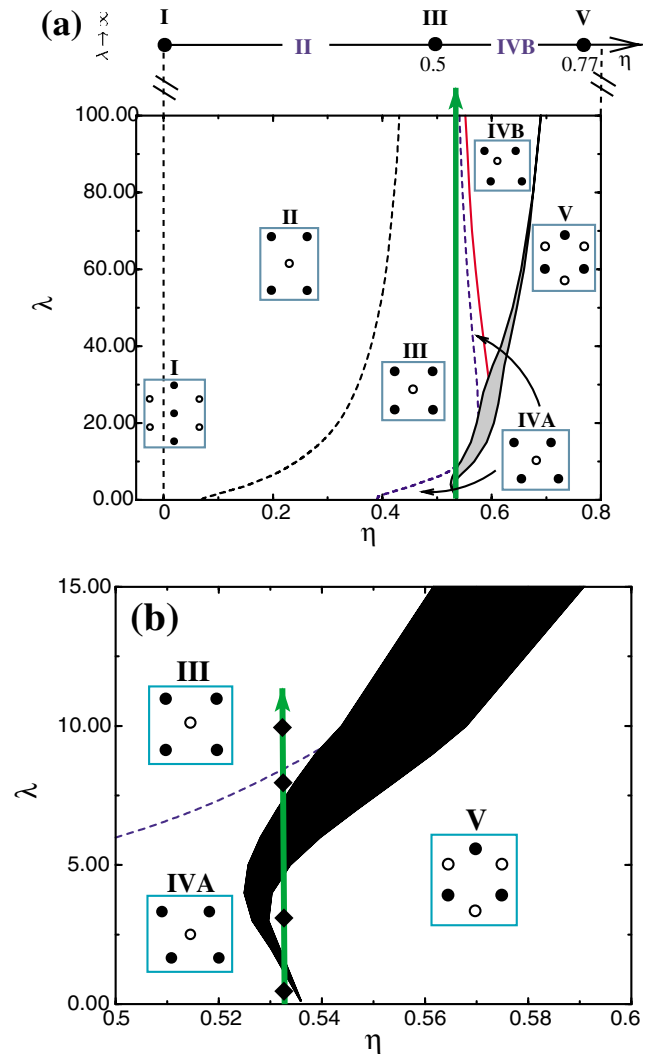 (a)
I III V
II IVB
λ → ∞
0.5 0.77 η
100.00
IVB
80.00
II
V
60.00
λ
40.00
III
I
20.00
IVA
0.00
0 0.2 0.4 0.6 0.8
η
(b)
15.00
III
10.00
λ
V
5.00
IVA
0.00
0.5 0.52 0.54 0.56 0.58 0.6
η